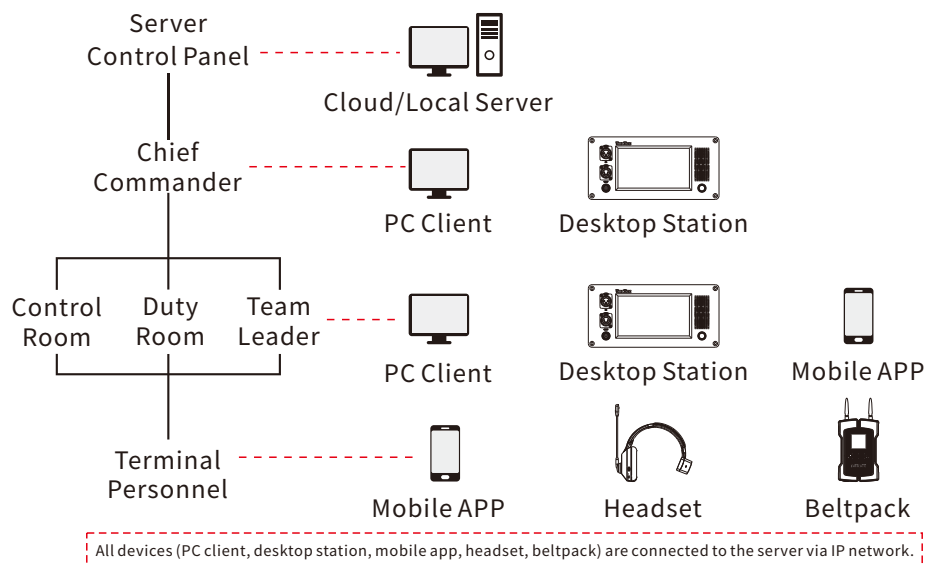 Server
Control Panel
Cloud/Local Server
Chief
Commander
PC Client
Desktop Station
Control
Room
Duty
Room
Team
Leader
PC Client
Desktop Station
Mobile APP
Terminal
Personnel
Mobile APP
Headset
Beltpack
All devices (PC client, desktop station, mobile app, headset, beltpack) are connected to the server via IP network.